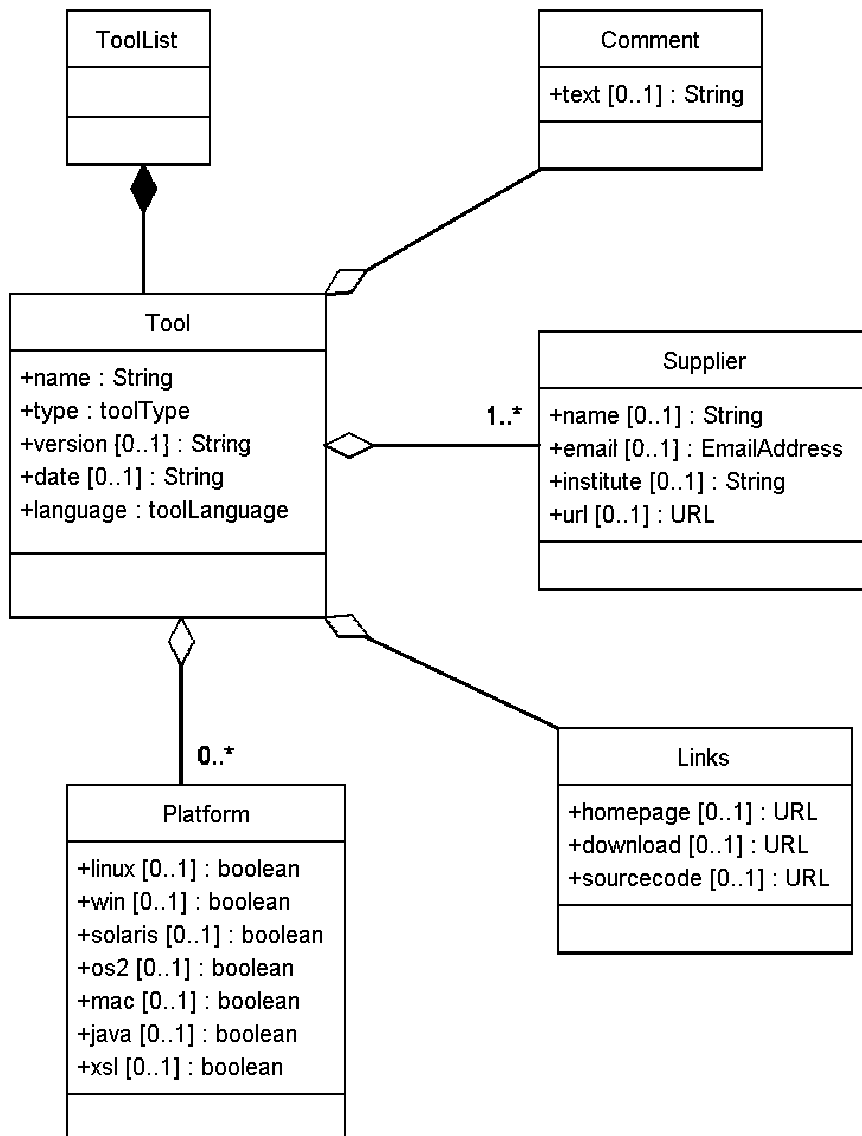 ToolList
Comment
+text [0..1] : String
Tool
+name : String
+type : toolType
+version [0..1] : String
+date [0..1] : String
+language : toolLanguage
1..*
Supplier
+name [0..1] : String
+email [0..1] : EmailAddress
+institute [0..1] : String
+url [0..1] : URL
0..*
Links
+homepage [0..1] : URL
+download [0..1] : URL
+sourcecode [0..1] : URL
Platform
+linux [0..1] : boolean
+win [0..1] : boolean
+solaris [0..1] : boolean
+os2 [0..1] : boolean
+mac [0..1] : boolean
+java [0..1] : boolean
+xsl [0..1] : boolean